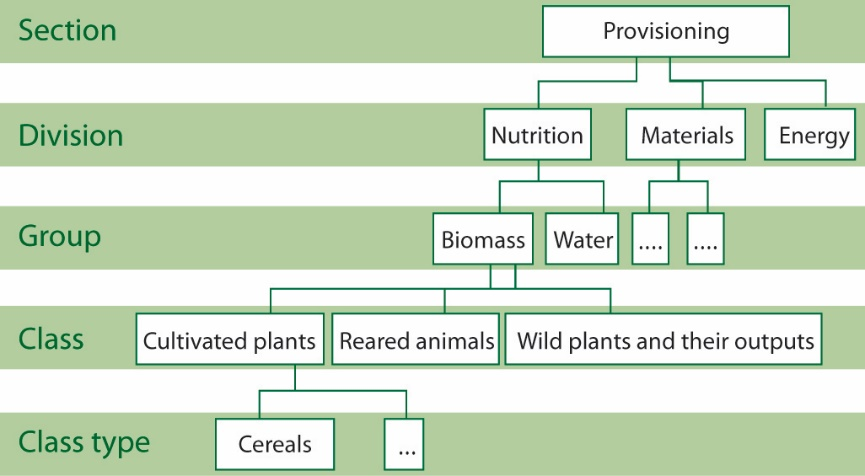 Section
Provisioning
Division
Nutrition
Materials
Energy
Group
Biomass
Water
....
....
Class
Cultivated plants
Reared animals
Wild plants and their outputs
Class type
Cereals
...